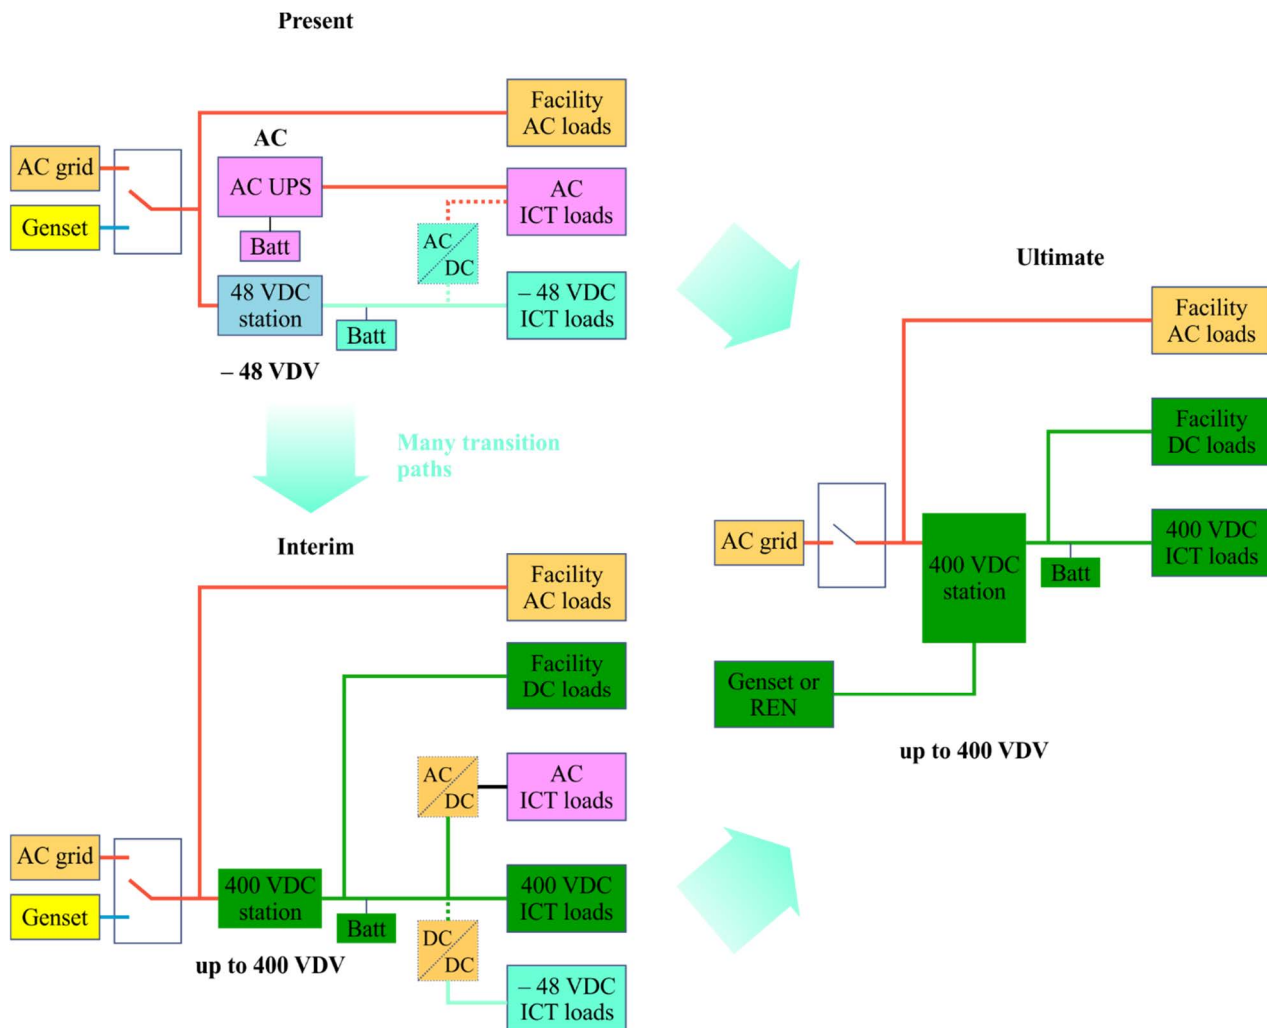 Present
Facility
AC loads
AC
AC grid
AC UPS
AC
ICT loads
Genset
Batt
AC
DC
48 VDC
station
– 48 VDC
ICT loads
Batt
– 48 VDV
Many transition
paths
Interim
Facility
AC loads
Facility
DC loads
AC
DC
AC
ICT loads
AC grid
400 VDC
station
400 VDC
ICT loads
Genset
Batt
up to 400 VDV
DC
DC
– 48 VDC
ICT loads
Ultimate
Facility
AC loads
Facility
DC loads
AC grid
400 VDC
station
400 VDC
ICT loads
Batt
Genset or
REN
up to 400 VDV